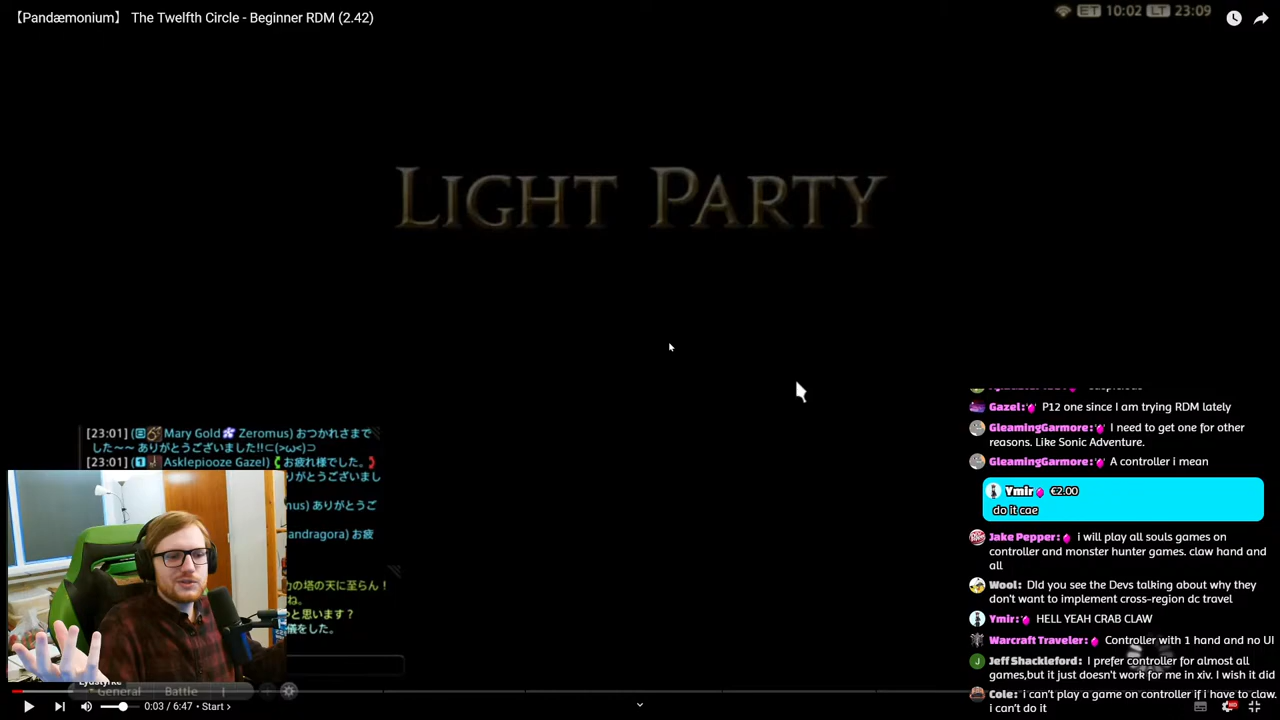 【Pandæmonium】 The Twelfth Circle - Beginner RDM (2.42)
ET 10:02 LT 23:09
LIGHT PARTY
[23:01] (Mary Gold Zeromus) おつかれさまで
した～～ ありがとうございました!!⊂(>ω<)⊃
[23:01] (Asklepiooze Gazel) お疲れ様でした。
りがとうございまし
nus) ありがとうご
andragora) お疲
力の塔の天に至らん！
ね。
っと思います？
儀をした。
General Battle
0:03 / 6:47 • Start >
Gazel: P12 one since I am trying RDM lately
GleamingGarmore: I need to get one for other
reasons. Like Sonic Adventure.
GleamingGarmore: A controller i mean
Ymir €2.00
do it cae
Jake Pepper: i will play all souls games on
controller and monster hunter games. claw hand and
all
Wool: Did you see the Devs talking about why they
don't want to implement cross-region dc travel
Ymir: HELL YEAH CRAB CLAW
Warcraft Traveler: Controller with 1 hand and no UI
Jeff Shackleford: I prefer controller for almost all
games,but it just doesn't work for me in xiv. I wish it did
Cole: i can't play a game on controller if i have to claw.
i can't do it
HD